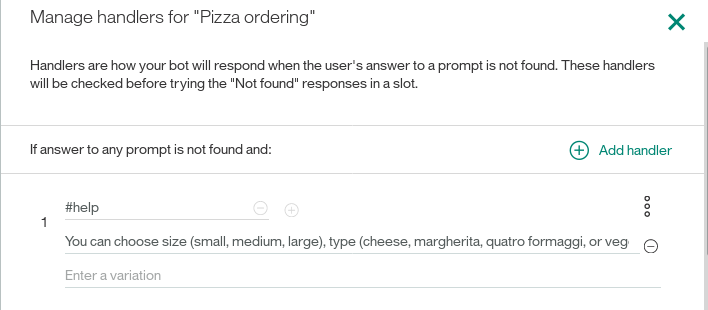 Manage handlers for "Pizza ordering"
Handlers are how your bot will respond when the user's answer to a prompt is not found. These handlers
will be checked before trying the "Not found" responses in a slot.
If answer to any prompt is not found and:
Add handler
#help
1
You can choose size (small, medium, large), type (cheese, margherita, quatro formaggi, or veg
Enter a variation